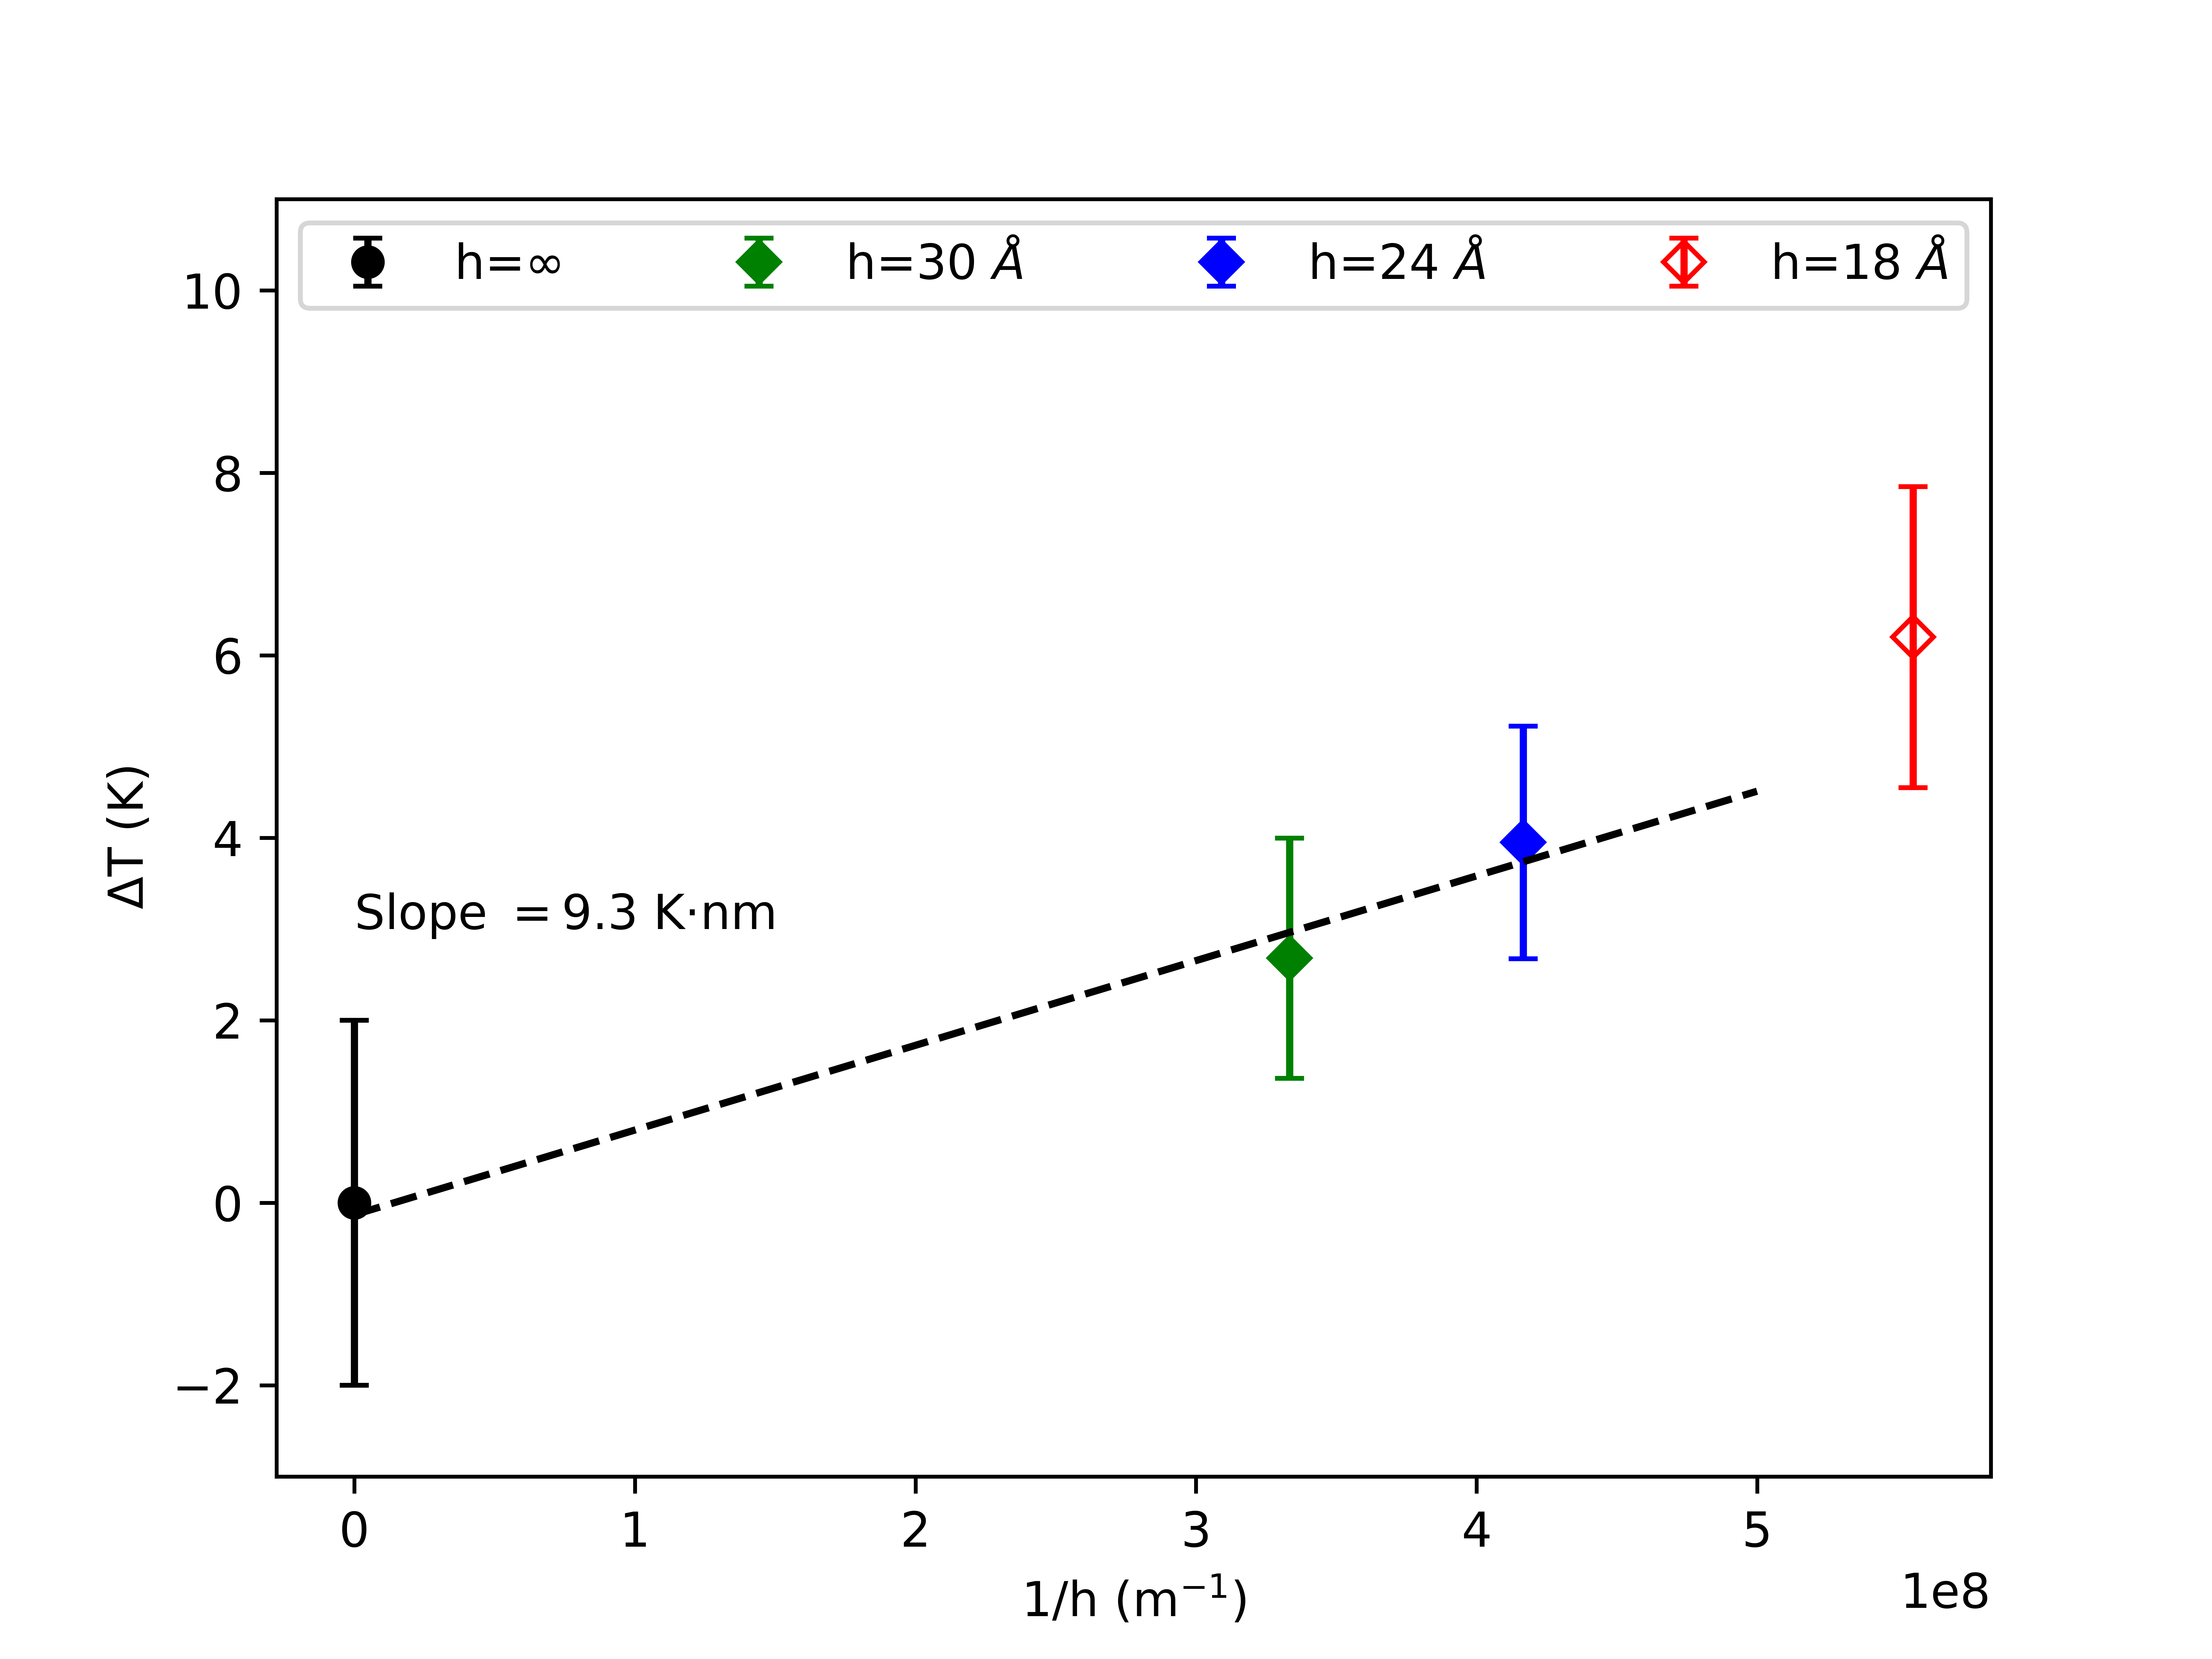 h=∞ h=30 Å h=24 Å h=18 Å
10
8
6
4
2
0
−2
ΔT (K)
Slope = 9.3 K·nm
0 1 2 3 4 5
1e8
1/h (m⁻¹)